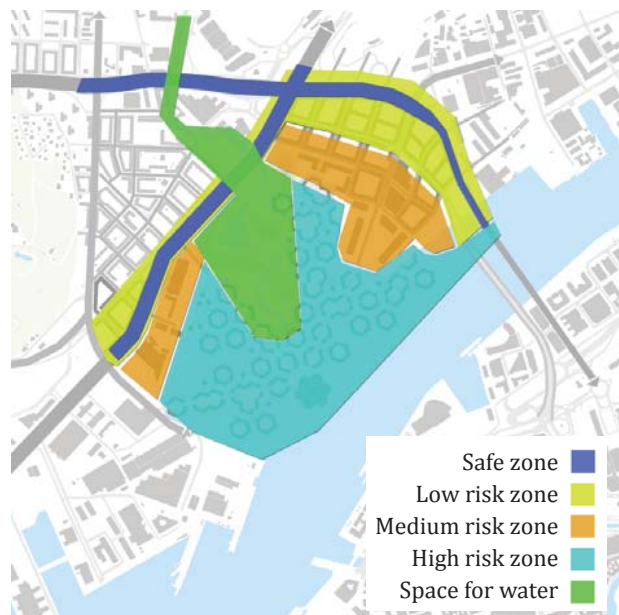 Safe zone
Low risk zone
Medium risk zone
High risk zone
Space for water